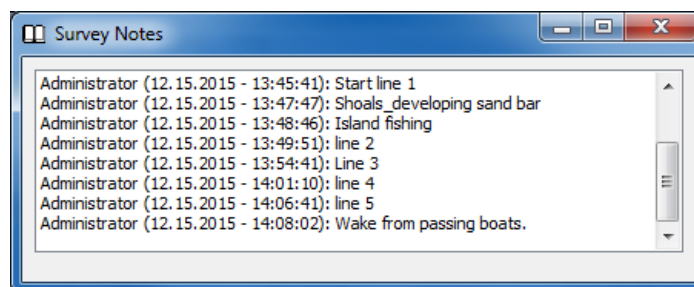 Survey Notes
Administrator (12.15.2015 - 13:45:41): Start line 1
Administrator (12.15.2015 - 13:47:47): Shoals_developing sand bar
Administrator (12.15.2015 - 13:48:46): Island fishing
Administrator (12.15.2015 - 13:49:51): line 2
Administrator (12.15.2015 - 13:54:41): Line 3
Administrator (12.15.2015 - 14:01:10): line 4
Administrator (12.15.2015 - 14:06:41): line 5
Administrator (12.15.2015 - 14:08:02): Wake from passing boats.